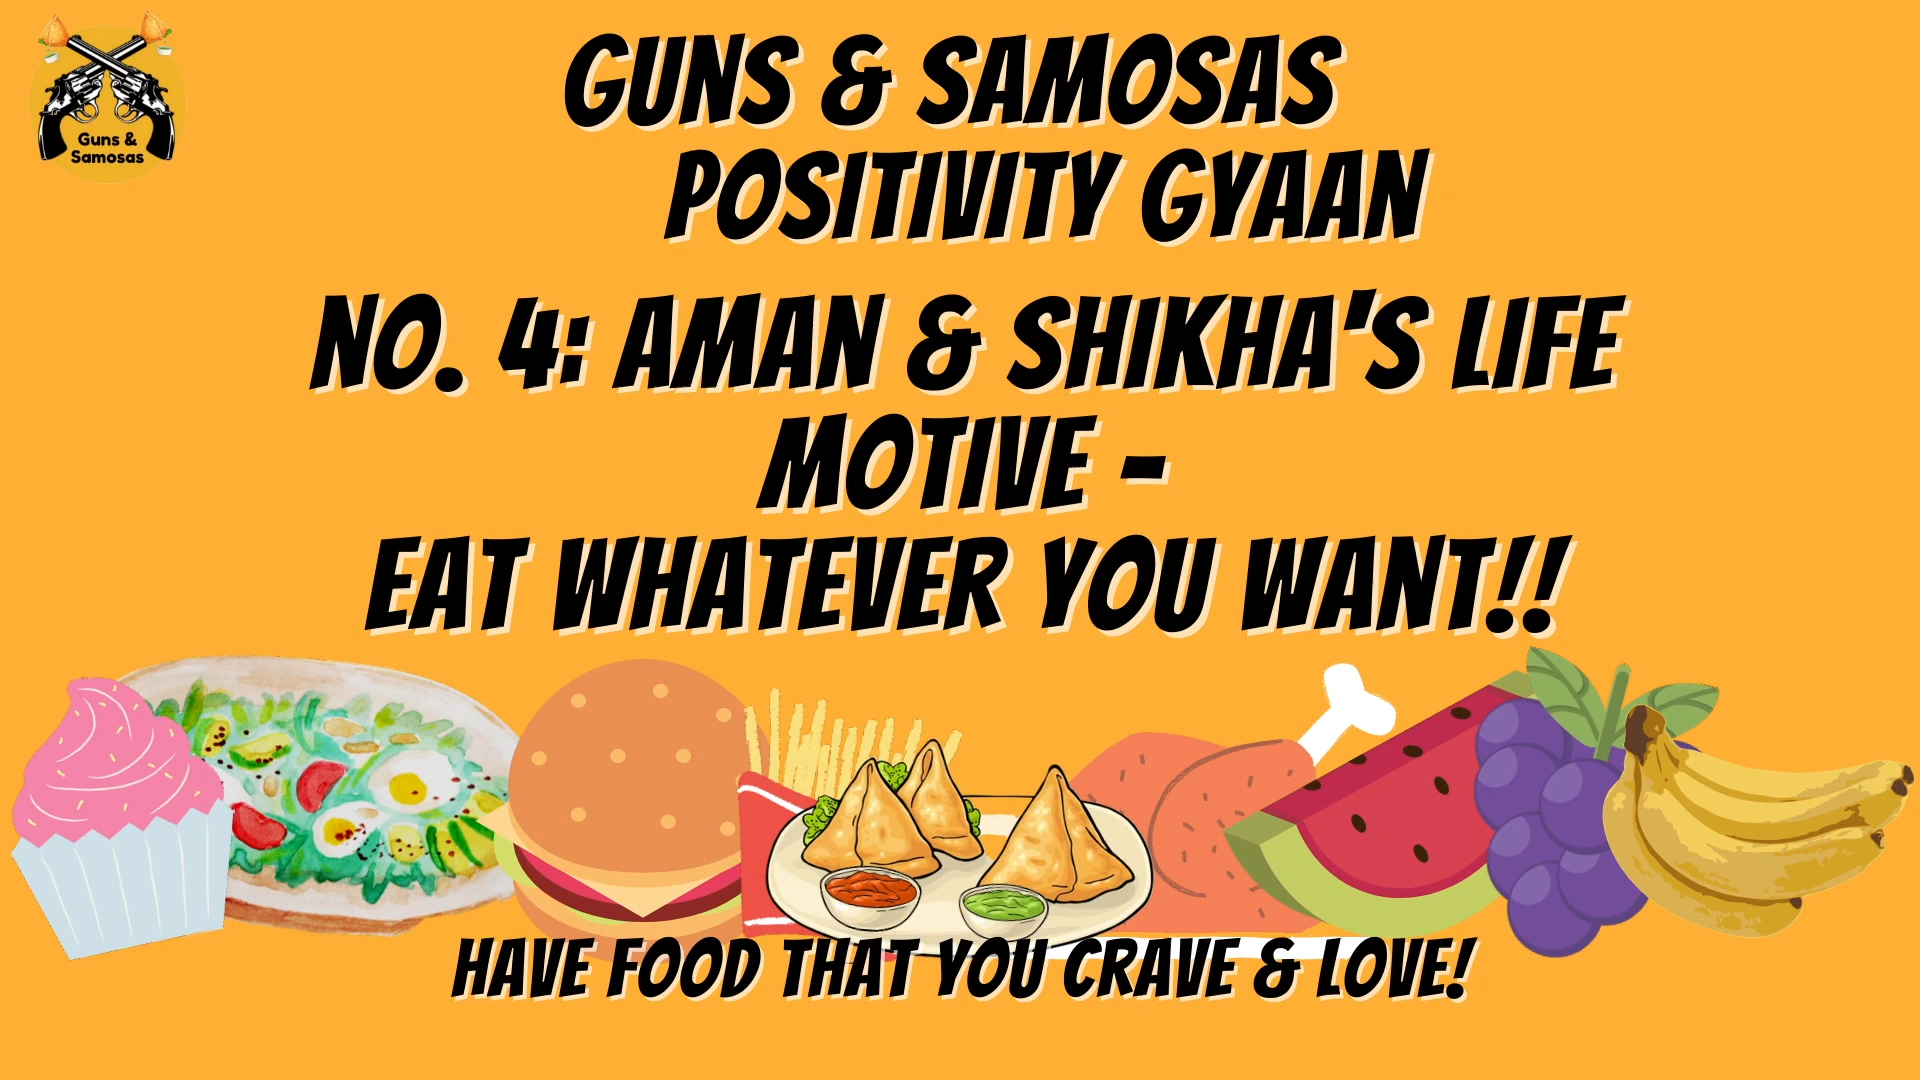 Guns &
Samosas
GUNS & SAMOSAS
POSITIVITY GYAAN
NO. 4: AMAN & SHIKHA'S LIFE
MOTIVE -
EAT WHATEVER YOU WANT!!
HAVE FOOD THAT YOU CRAVE & LOVE!